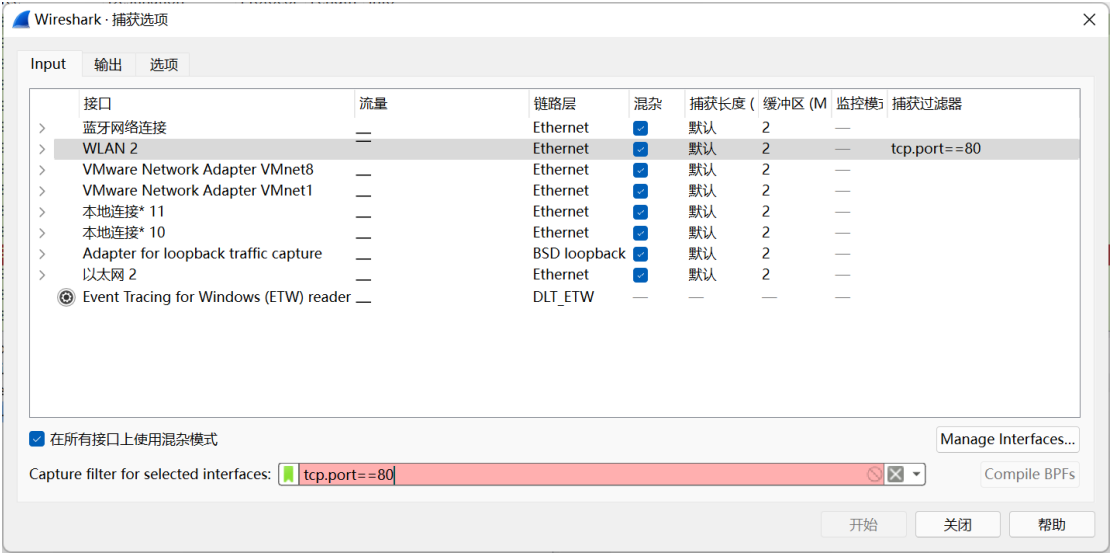 Wireshark · 捕获选项
Input 输出 选项
接口 流量 链路层 混杂 捕获长度 ( 缓冲区 (M 监控模式 捕获过滤器
蓝牙网络连接 Ethernet 默认 2 —
WLAN 2 Ethernet 默认 2 — tcp.port==80
VMware Network Adapter VMnet8 Ethernet 默认 2 —
VMware Network Adapter VMnet1 Ethernet 默认 2 —
本地连接* 11 Ethernet 默认 2 —
本地连接* 10 Ethernet 默认 2 —
Adapter for loopback traffic capture BSD loopback 默认 2 —
以太网 2 Ethernet 默认 2 —
Event Tracing for Windows (ETW) reader DLT_ETW — — — —
在所有接口上使用混杂模式 Manage Interfaces...
Capture filter for selected interfaces: tcp.port==80 Compile BPFs
开始 关闭 帮助